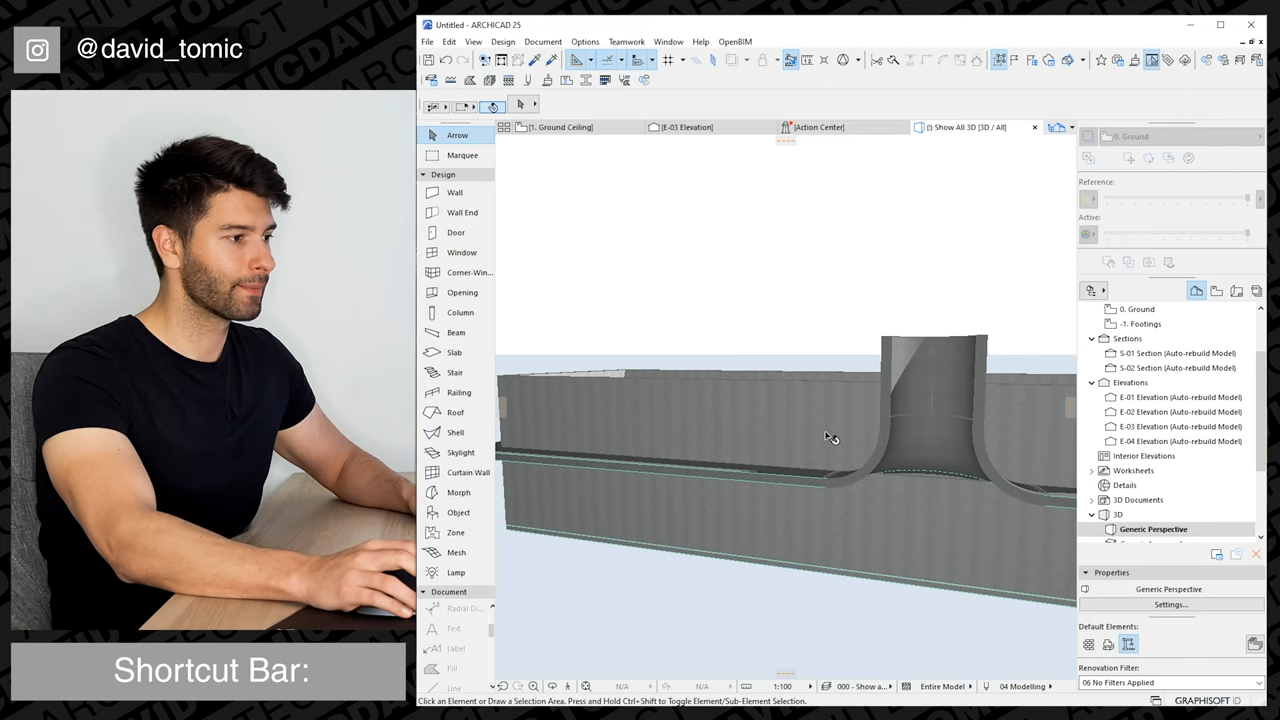 @david_tomic
Shortcut Bar:
Untitled - ARCHICAD 25
File Edit View Design Document Options Teamwork Window Help OpenBIM
[1. Ground Ceiling]
[E-03 Elevation]
[Action Center]
(!) Show All 3D [3D / All]
Arrow
Marquee
Design
Wall
Wall End
Door
Window
Corner-Win...
Opening
Column
Beam
Slab
Stair
Railing
Roof
Shell
Skylight
Curtain Wall
Morph
Object
Zone
Mesh
Lamp
Document
Radial Di...
Text
Label
Fill
Line
0. Ground
Reference:
Active:
0. Ground
-1. Footings
Sections
S-01 Section (Auto-rebuild Model)
S-02 Section (Auto-rebuild Model)
Elevations
E-01 Elevation (Auto-rebuild Model)
E-02 Elevation (Auto-rebuild Model)
E-03 Elevation (Auto-rebuild Model)
E-04 Elevation (Auto-rebuild Model)
Interior Elevations
Worksheets
Details
3D Documents
3D
Generic Perspective
Properties
Generic Perspective
Settings...
Default Elements:
Renovation Filter:
06 No Filters Applied
N/A N/A 1:100 000 - Show a... Entire Model 04 Modelling
Click an Element or Draw a Selection Area. Press and Hold Ctrl+Shift to Toggle Element/Sub-Element Selection.
GRAPHISOFT ID